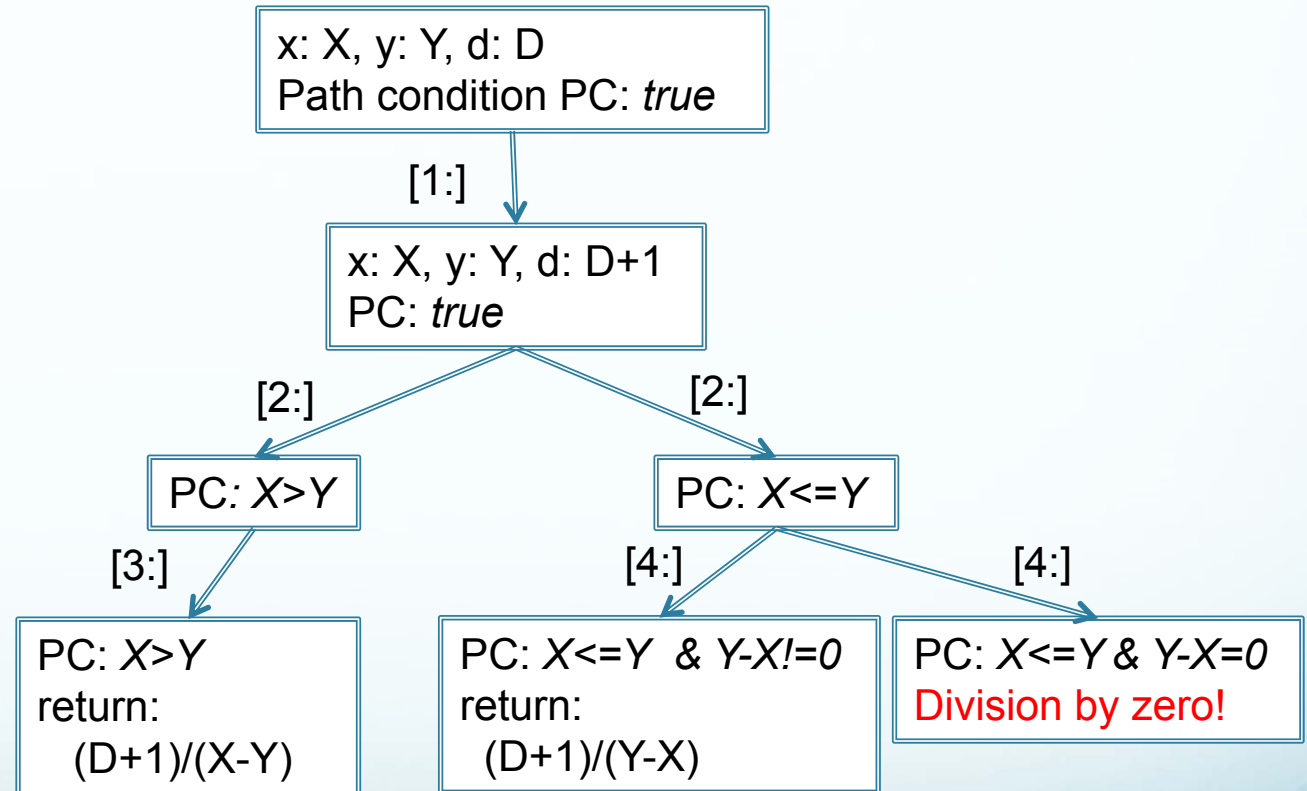 x: X, y: Y, d: D
Path condition PC: true
[1:]
x: X, y: Y, d: D+1
PC: true
[2:]
[2:]
PC: X>Y
PC: X<=Y
[3:]
[4:]
[4:]
PC: X>Y
return:
(D+1)/(X-Y)
PC: X<=Y & Y-X!=0
return:
(D+1)/(Y-X)
PC: X<=Y & Y-X=0
Division by zero!